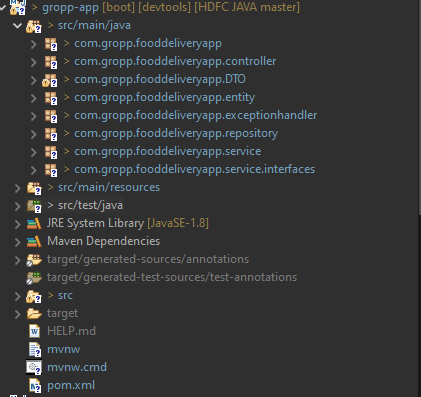 > gropp-app [boot] [devtools] [HDFC JAVA master]
> src/main/java
> com.gropp.fooddeliveryapp
> com.gropp.fooddeliveryapp.controller
> com.gropp.fooddeliveryapp.DTO
> com.gropp.fooddeliveryapp.entity
> com.gropp.fooddeliveryapp.exceptionhandler
> com.gropp.fooddeliveryapp.repository
> com.gropp.fooddeliveryapp.service
> com.gropp.fooddeliveryapp.service.interfaces
> src/main/resources
> src/test/java
JRE System Library [JavaSE-1.8]
Maven Dependencies
target/generated-sources/annotations
target/generated-test-sources/test-annotations
> src
target
HELP.md
mvnw
mvnw.cmd
pom.xml